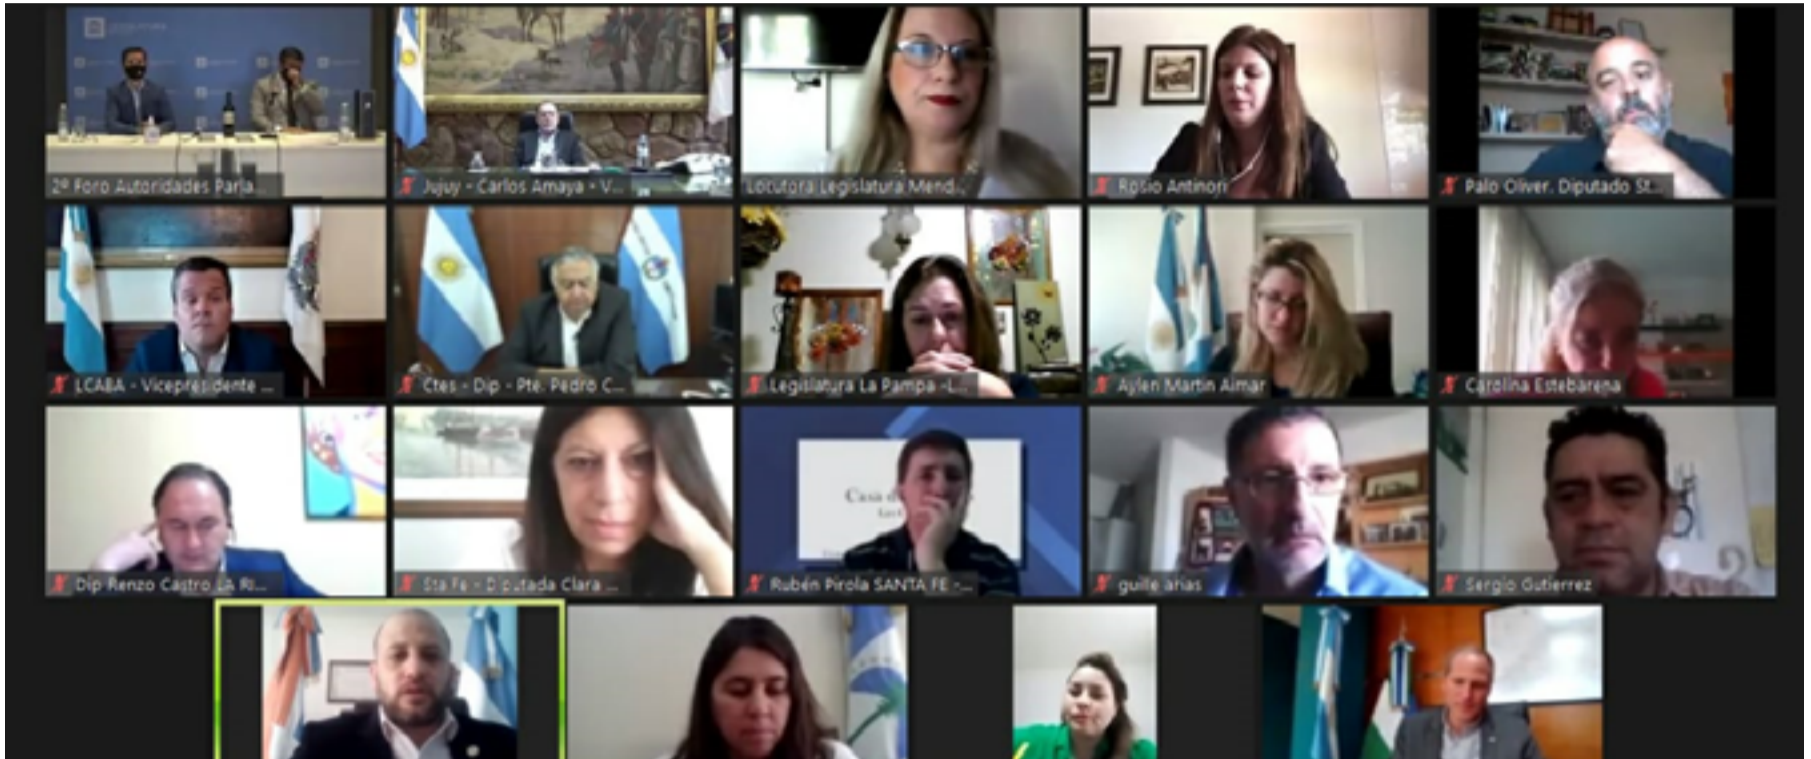 2º Foro Autoridades Parla...
Jujuy - Carlos Amaya - V...
Locutora Legislatura Mend...
Rosio Antinori
Palo Oliver. Diputado St...
LCABA - Vicepresidente ...
Ctes - Dip - Pte. Pedro C...
Legislatura La Pampa -L...
Aylen Martin Aimar
Carolina Estebarena
Dip Renzo Castro LA RI...
Sta Fe - Diputada Clara ...
Rubén Pirola SANTA FE -...
guille arias
Sergio Gutierrez